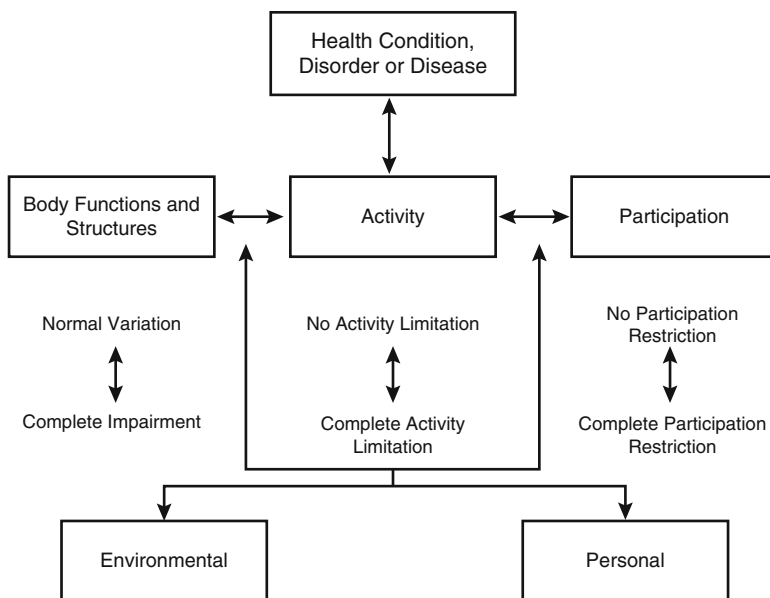 Health Condition,
Disorder or Disease
Body Functions and
Structures
Activity
Participation
Normal Variation
No Activity Limitation
No Participation
Restriction
Complete Impairment
Complete Activity
Limitation
Complete Participation
Restriction
Environmental
Personal